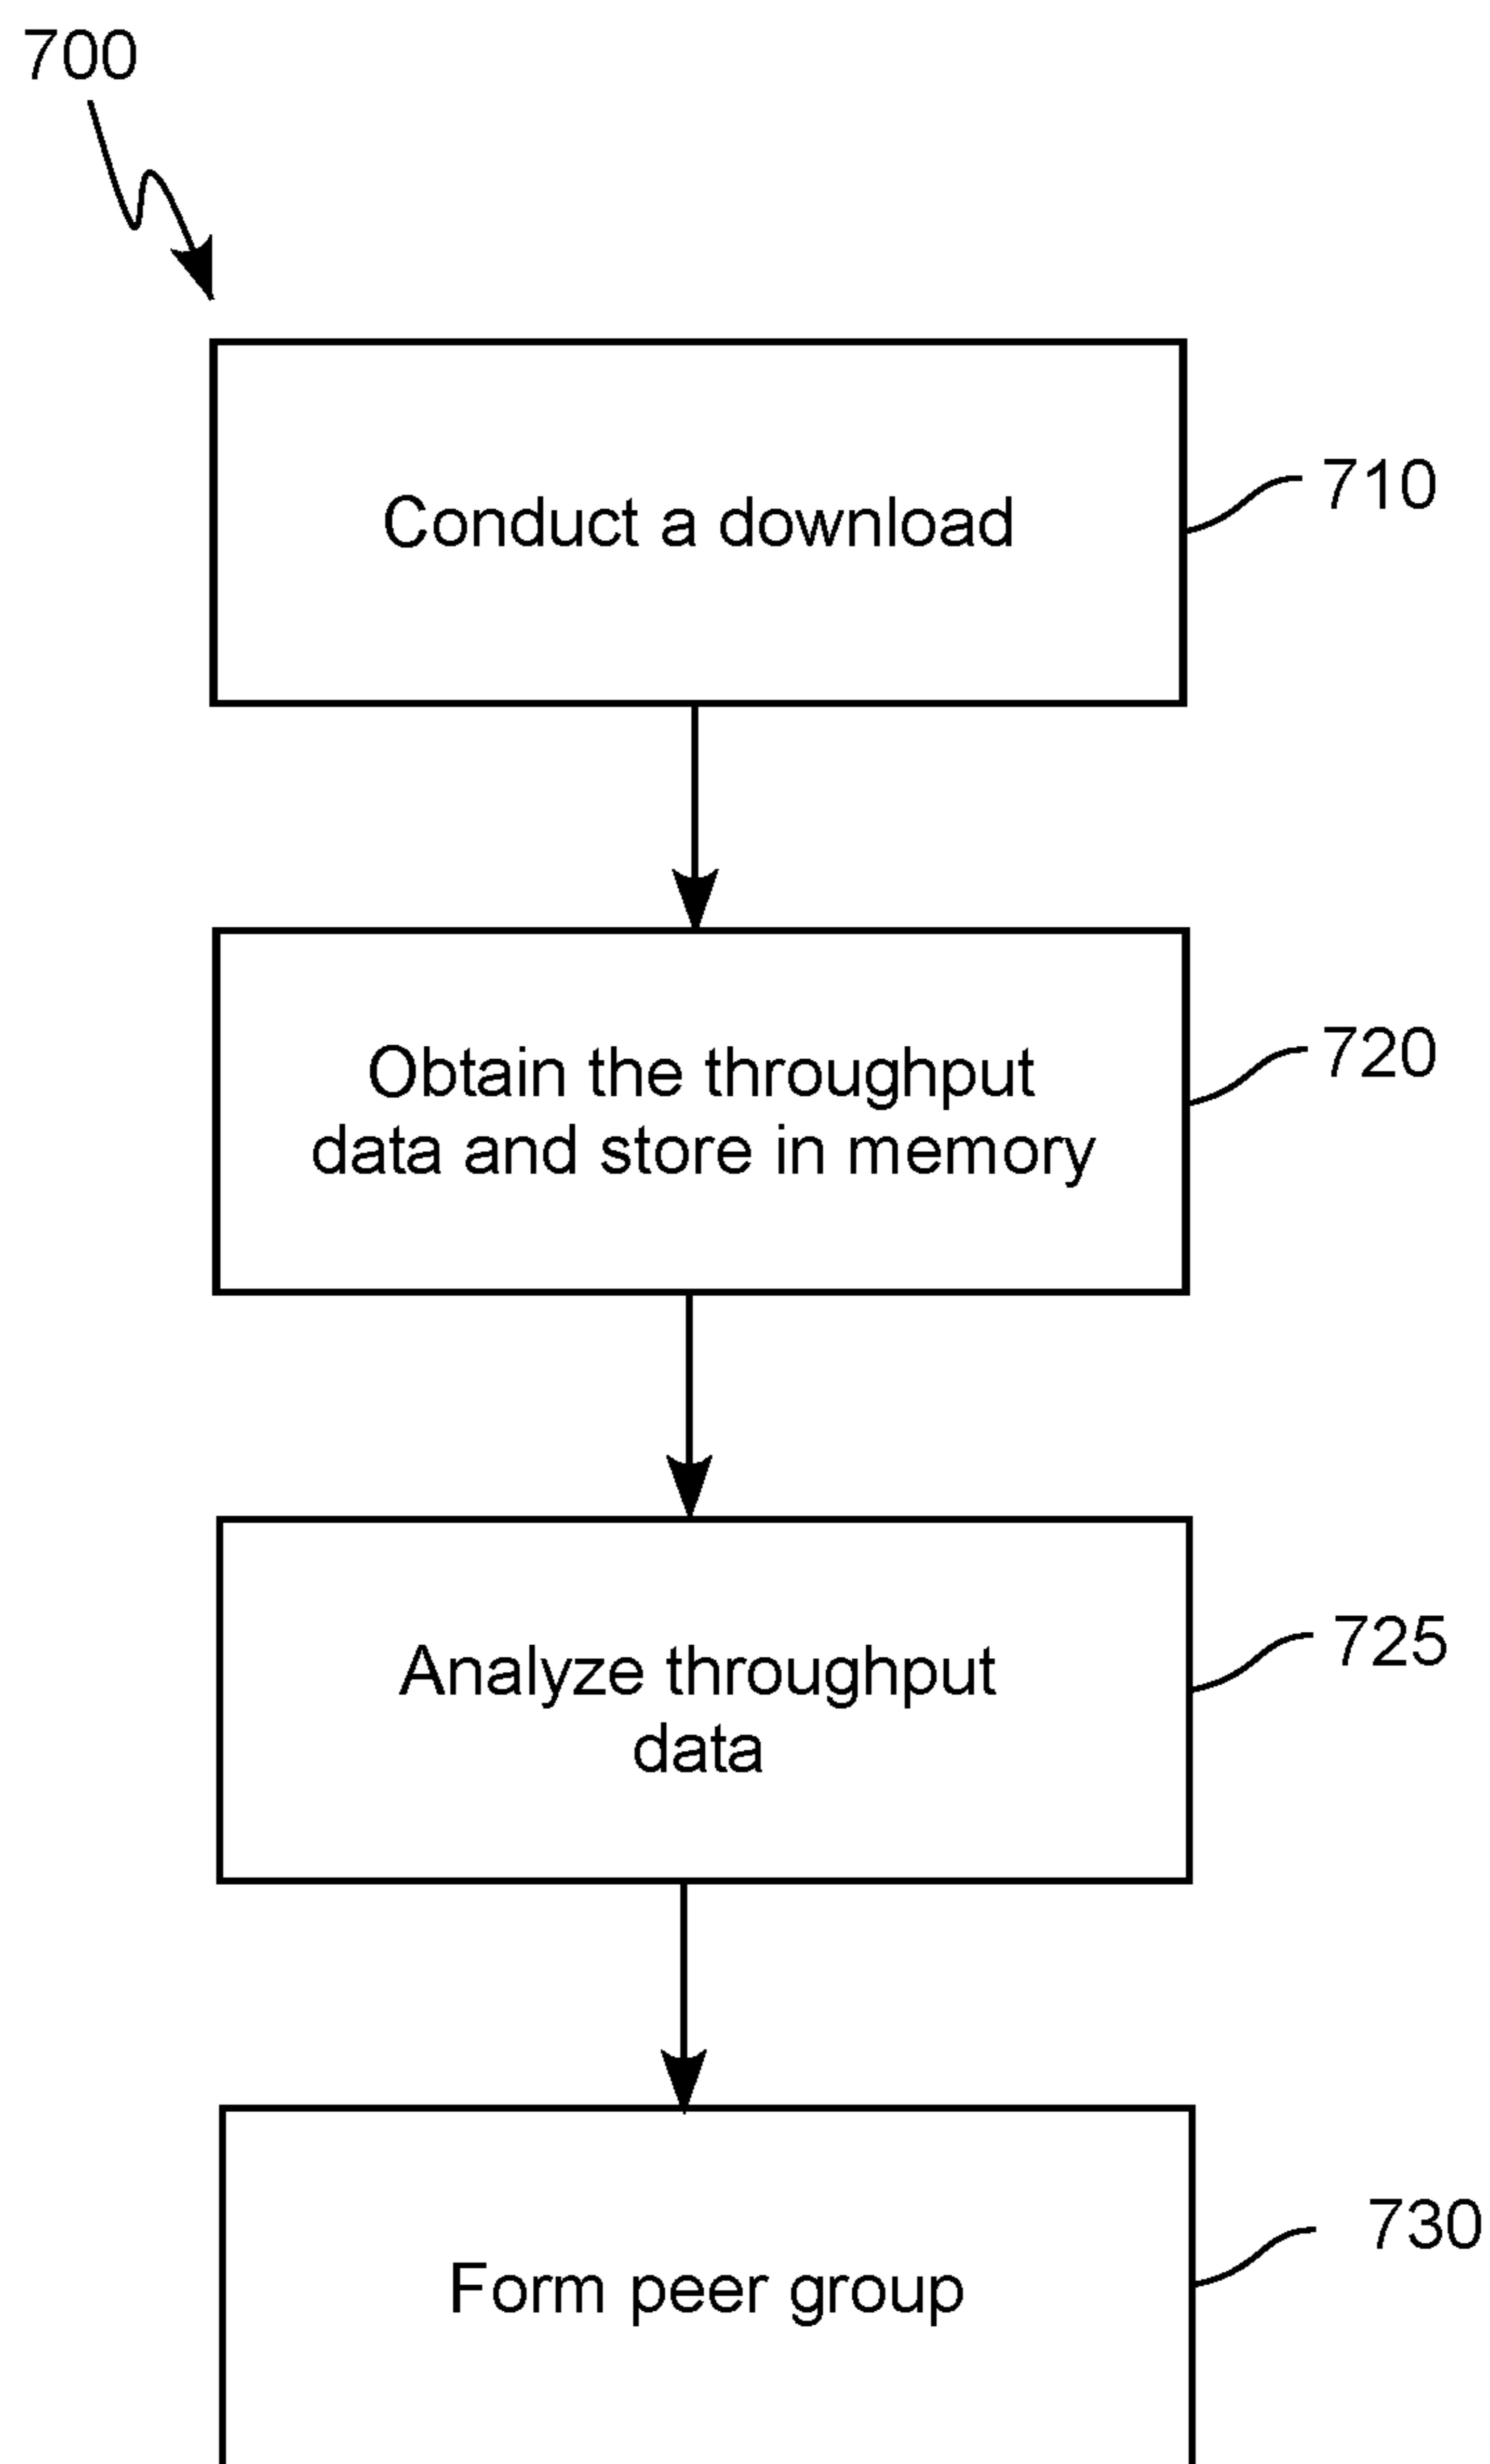 700
Conduct a download
710
Obtain the throughput
data and store in memory
720
Analyze throughput
data
725
Form peer group
730